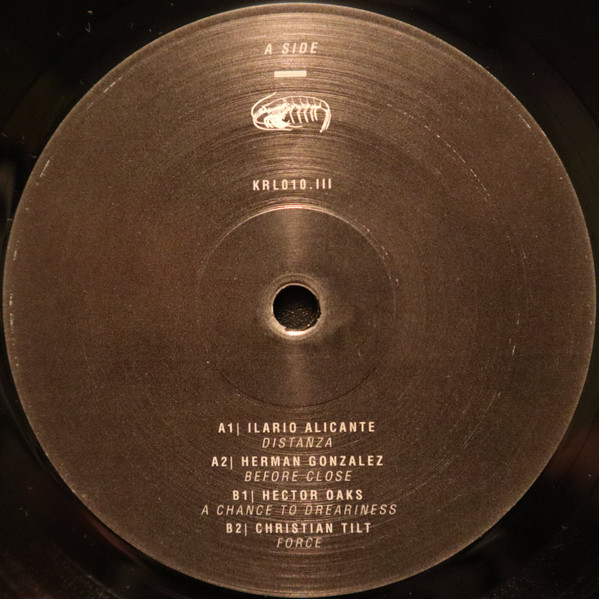 A SIDE
KRL010.III
A1| ILARIO ALICANTE
DISTANZA
A2| HERMAN GONZALEZ
BEFORE CLOSE
B1| HECTOR OAKS
A CHANCE TO DREARINESS
B2| CHRISTIAN TILT
FORCE